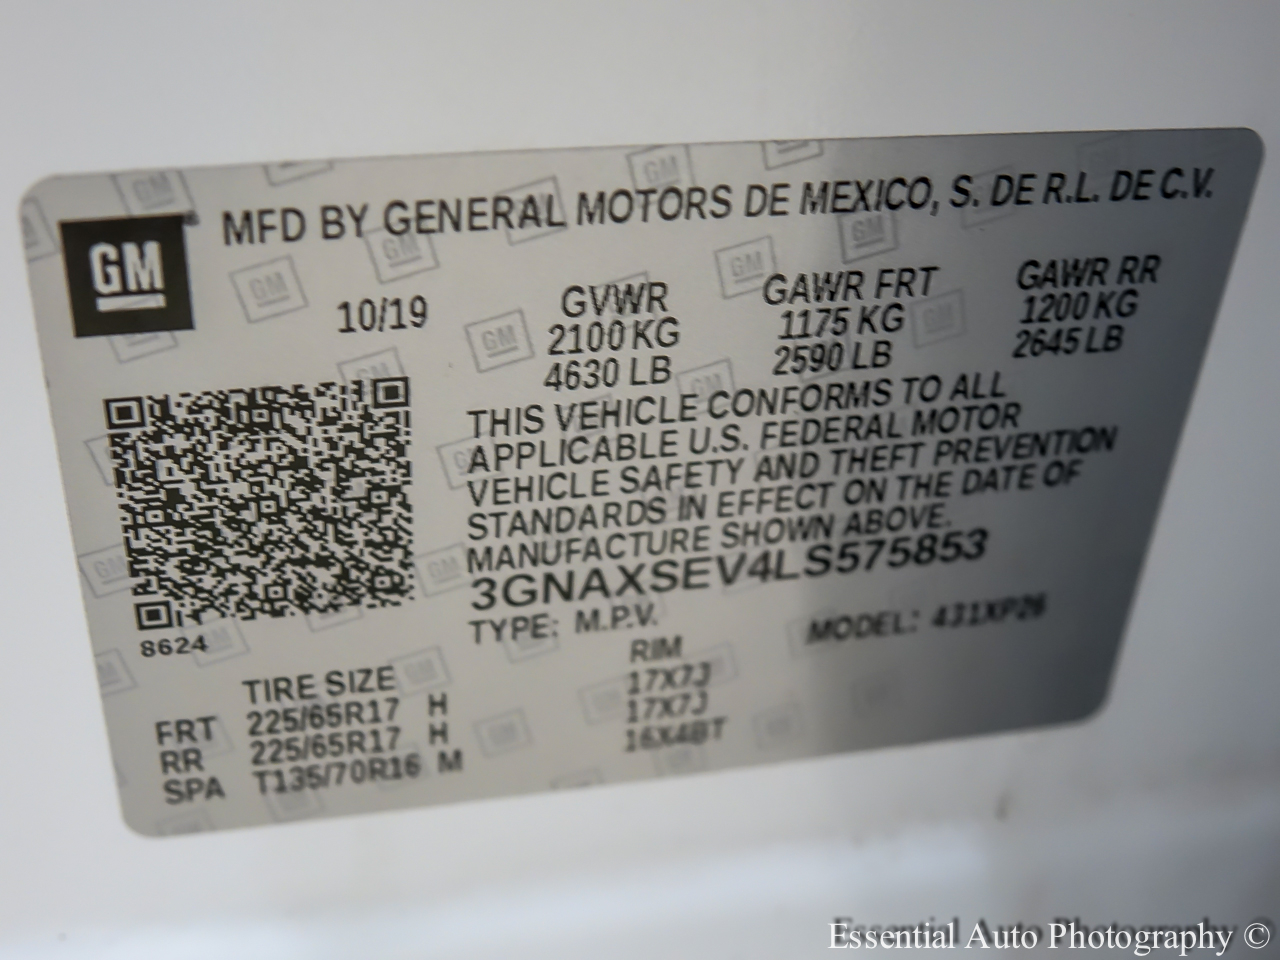 GM
MFD BY GENERAL MOTORS DE MEXICO, S. DE R.L. DE C.V.
10/19
GVWR
2100 KG
4630 LB
GAWR FRT
1175 KG
2590 LB
GAWR RR
1200 KG
2645 LB
THIS VEHICLE CONFORMS TO ALL
APPLICABLE U.S. FEDERAL MOTOR
VEHICLE SAFETY AND THEFT PREVENTION
STANDARDS IN EFFECT ON THE DATE OF
MANUFACTURE SHOWN ABOVE.
3GNAXSEV4LS575853
TYPE: M.P.V. MODEL: 431XP26
8624
TIRE SIZE RIM
FRT 225/65R17 H 17X7J
RR 225/65R17 H 17X7J
SPA T135/70R16 M 16X4BT
Essential Auto Photography ©